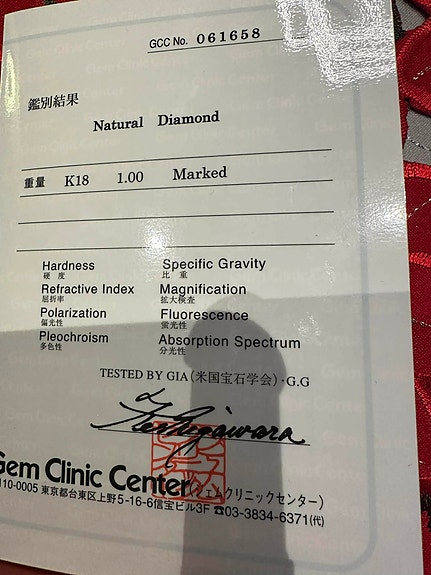 GCC No. 061658
鑑別結果
Natural Diamond
重量 K18 1.00 Marked
Hardness Specific Gravity
硬度 比重
Refractive Index Magnification
屈折率 拡大検査
Polarization Fluorescence
偏光性 蛍光性
Pleochroism Absorption Spectrum
多色性 分光性
TESTED BY GIA(米国宝石学会)・G.G
Gem Clinic Center(ジェムクリニックセンター)
110-0005 東京都台東区上野5-16-6信宝ビル3F ☎03-3834-6371(代)